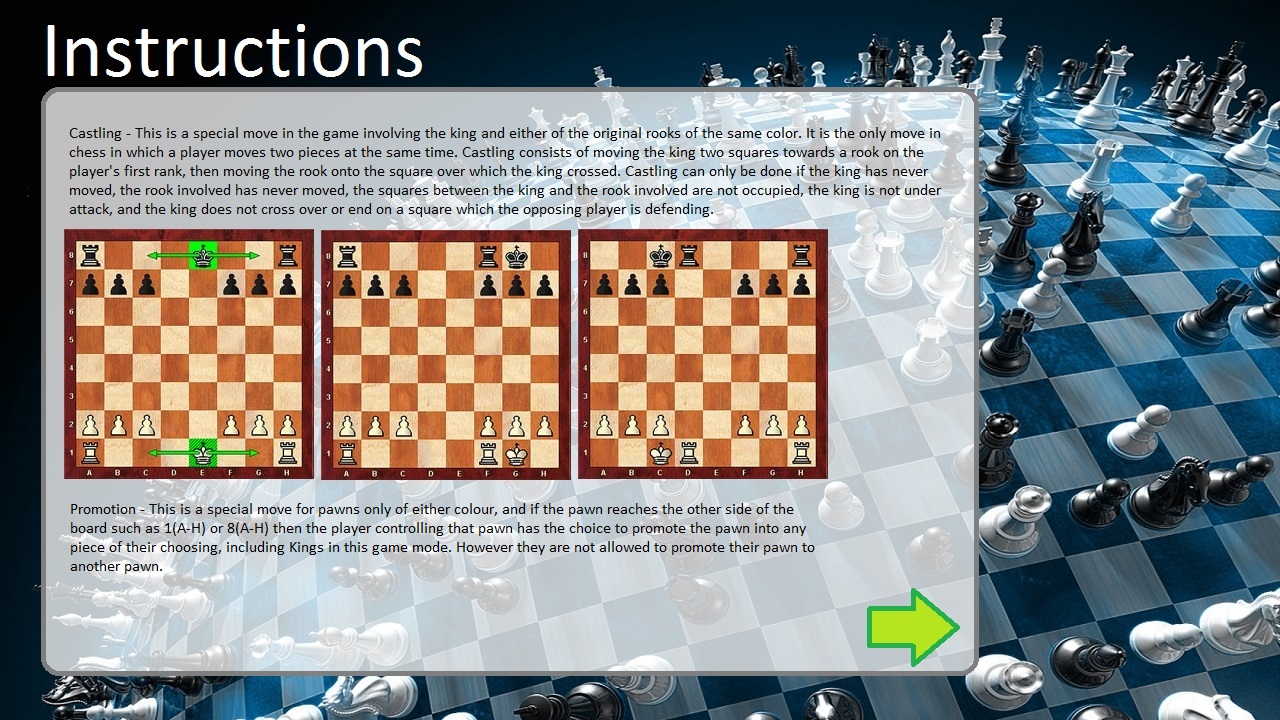 Instructions
Castling - This is a special move in the game involving the king and either of the original rooks of the same color. It is the only move in
chess in which a player moves two pieces at the same time. Castling consists of moving the king two squares towards a rook on the
player's first rank, then moving the rook onto the square over which the king crossed. Castling can only be done if the king has never
moved, the rook involved has never moved, the squares between the king and the rook involved are not occupied, the king is not under
attack, and the king does not cross over or end on a square which the opposing player is defending.
8
7
6
5
4
3
2
1
A B C D E F G H
8
7
6
5
4
3
2
1
A B C D E F G H
8
7
6
5
4
3
2
1
A B C D E F G H
Promotion - This is a special move for pawns only of either colour, and if the pawn reaches the other side of the
board such as 1(A-H) or 8(A-H) then the player controlling that pawn has the choice to promote the pawn into any
piece of their choosing, including Kings in this game mode. However they are not allowed to promote their pawn to
another pawn.